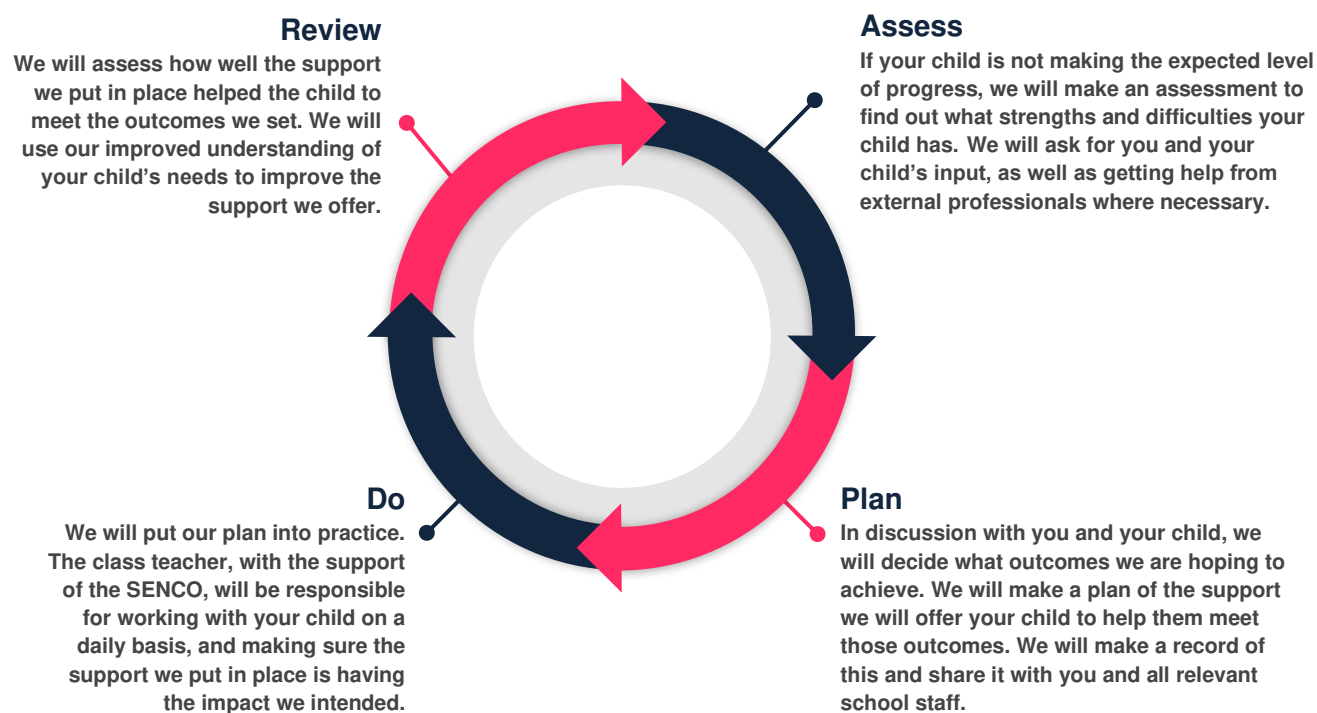 Review
We will assess how well the support
we put in place helped the child to
meet the outcomes we set. We will
use our improved understanding of
your child’s needs to improve the
support we offer.
Assess
If your child is not making the expected level
of progress, we will make an assessment to
find out what strengths and difficulties your
child has. We will ask for you and your
child’s input, as well as getting help from
external professionals where necessary.
Do
We will put our plan into practice.
The class teacher, with the support
of the SENCO, will be responsible
for working with your child on a
daily basis, and making sure the
support we put in place is having
the impact we intended.
Plan
In discussion with you and your child, we
will decide what outcomes we are hoping to
achieve. We will make a plan of the support
we will offer your child to help them meet
those outcomes. We will make a record of
this and share it with you and all relevant
school staff.